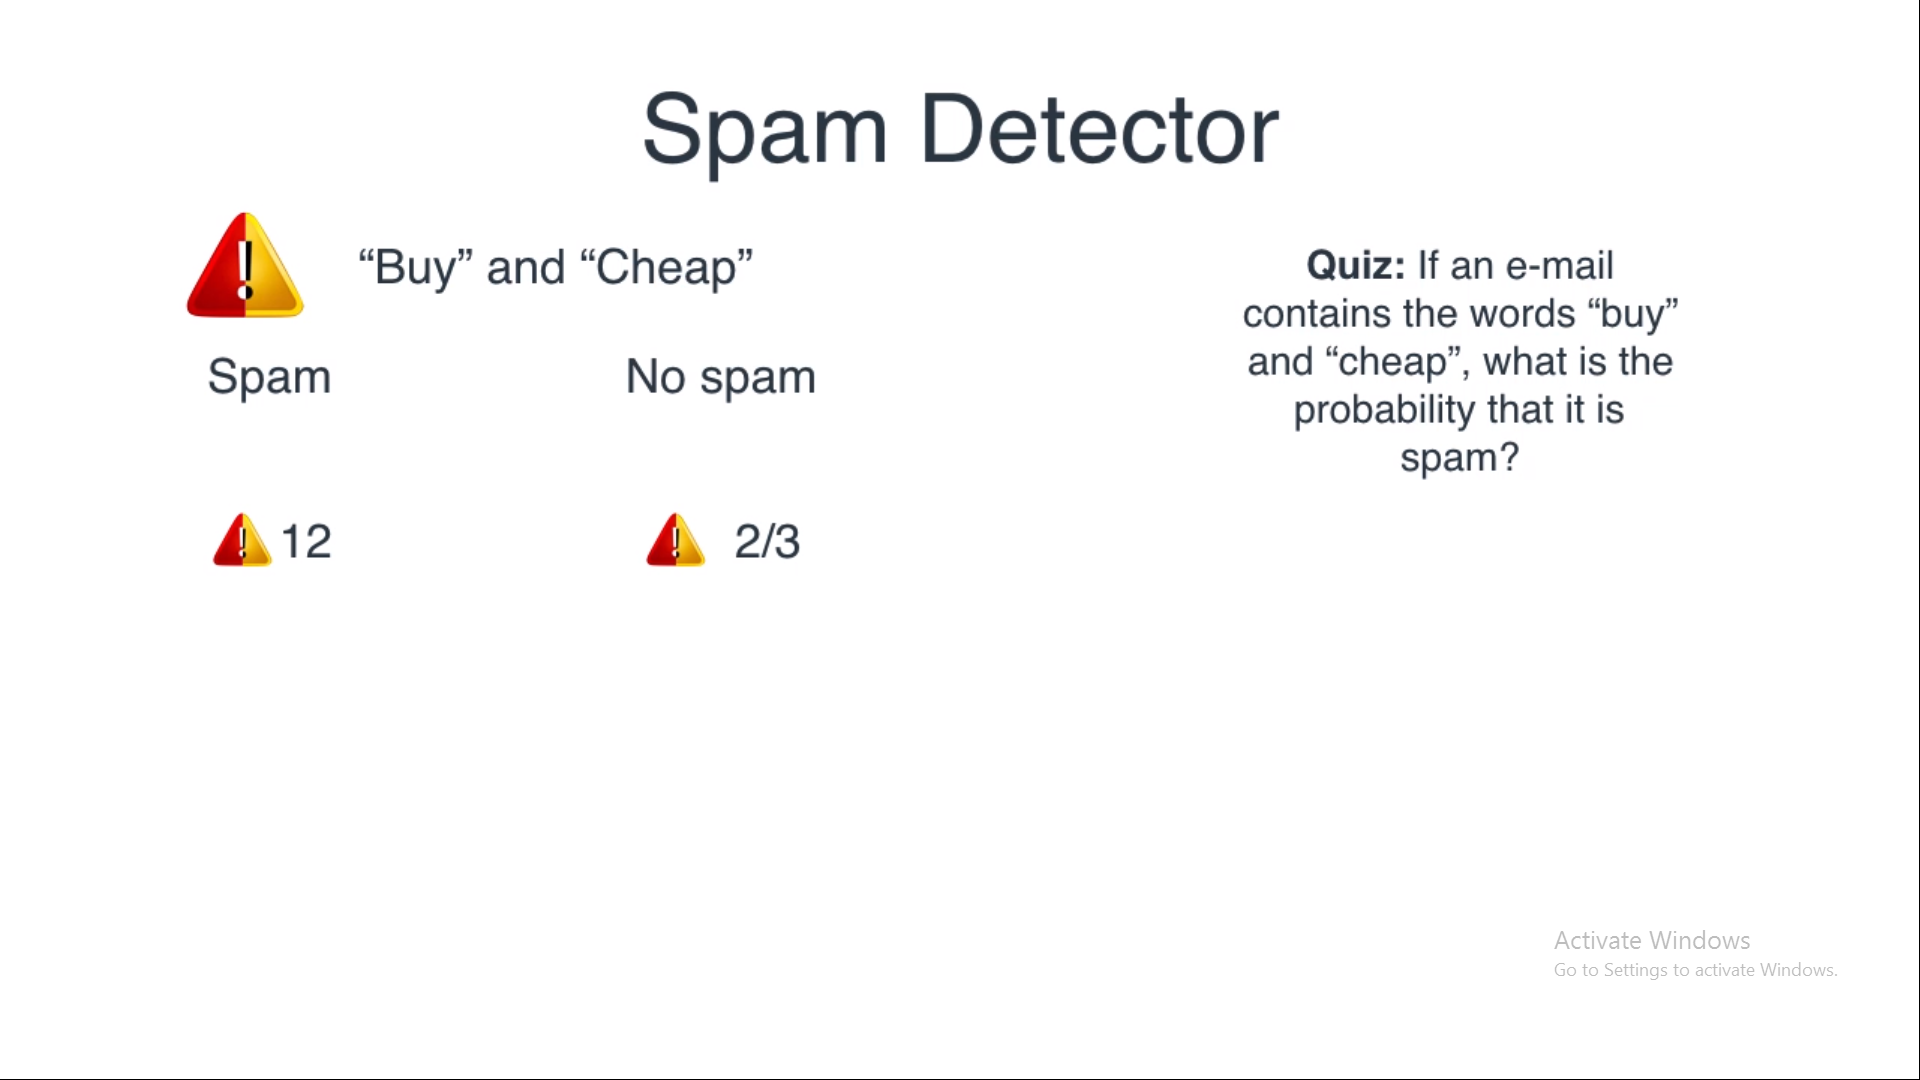 Spam Detector
“Buy” and “Cheap”
Spam
No spam
12
2/3
Quiz: If an e-mail
contains the words “buy”
and “cheap”, what is the
probability that it is
spam?
Activate Windows
Go to Settings to activate Windows.